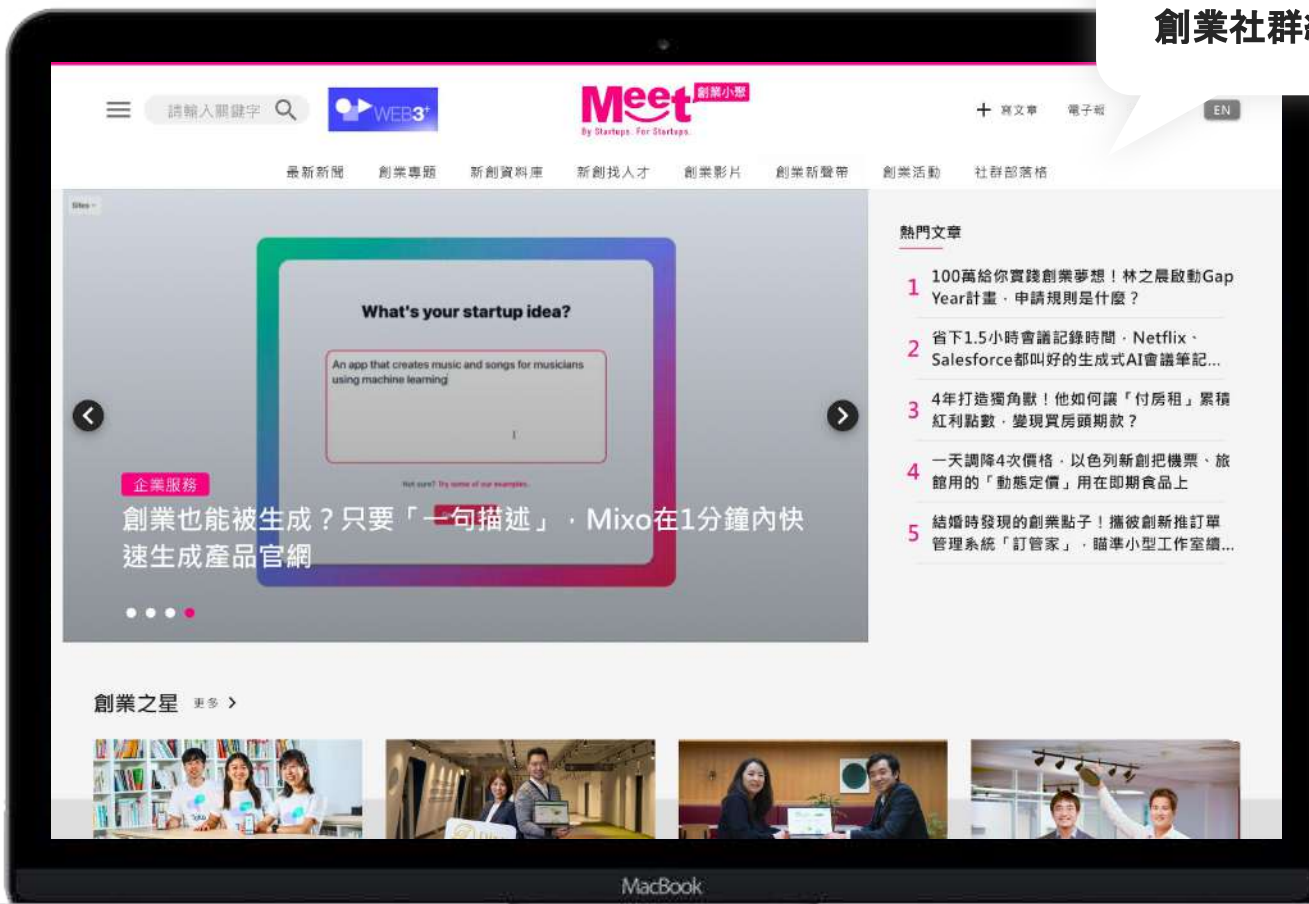 創業社群
請輸入關鍵字
WEB3+
Meet 創業小聚
By Startups. For Startups.
寫文章
電子報
EN
最新新聞
創業專題
新創資料庫
新創找人才
創業影片
創業新聲帶
創業活動
社群部落格
Sites
What's your startup idea?
An app that creates music and songs for musicians
using machine learning
Not sure? Try some of our examples.
企業服務
創業也能被生成？只要「一句描述」，Mixo在1分鐘內快
速生成產品官網
熱門文章
1
100萬給你實踐創業夢想！林之晨啟動Gap
Year計畫，申請規則是什麼？
2
省下1.5小時會議記錄時間，Netflix、
Salesforce都叫好的生成式AI會議筆記...
3
4年打造獨角獸！他如何讓「付房租」累積
紅利點數，變現買房頭期款？
4
一天調降4次價格，以色列新創把機票、旅
館用的「動態定價」用在即期食品上
5
結婚時發現的創業點子！攜彼創新推訂單
管理系統「訂管家」，瞄準小型工作室續...
創業之星 更多
MacBook